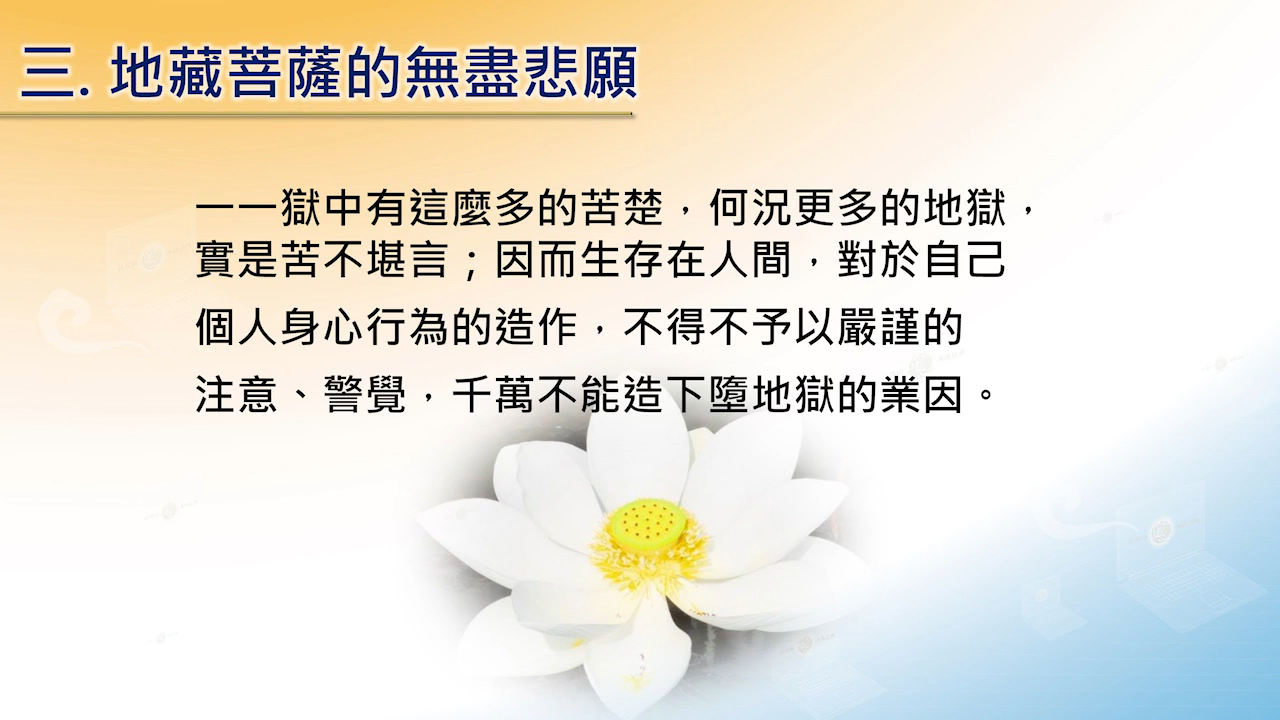 三. 地藏菩薩的無盡悲願
一一獄中有這麼多的苦楚，何況更多的地獄，
實是苦不堪言；因而生存在人間，對於自己
個人身心行為的造作，不得不予以嚴謹的
注意、警覺，千萬不能造下墮地獄的業因。